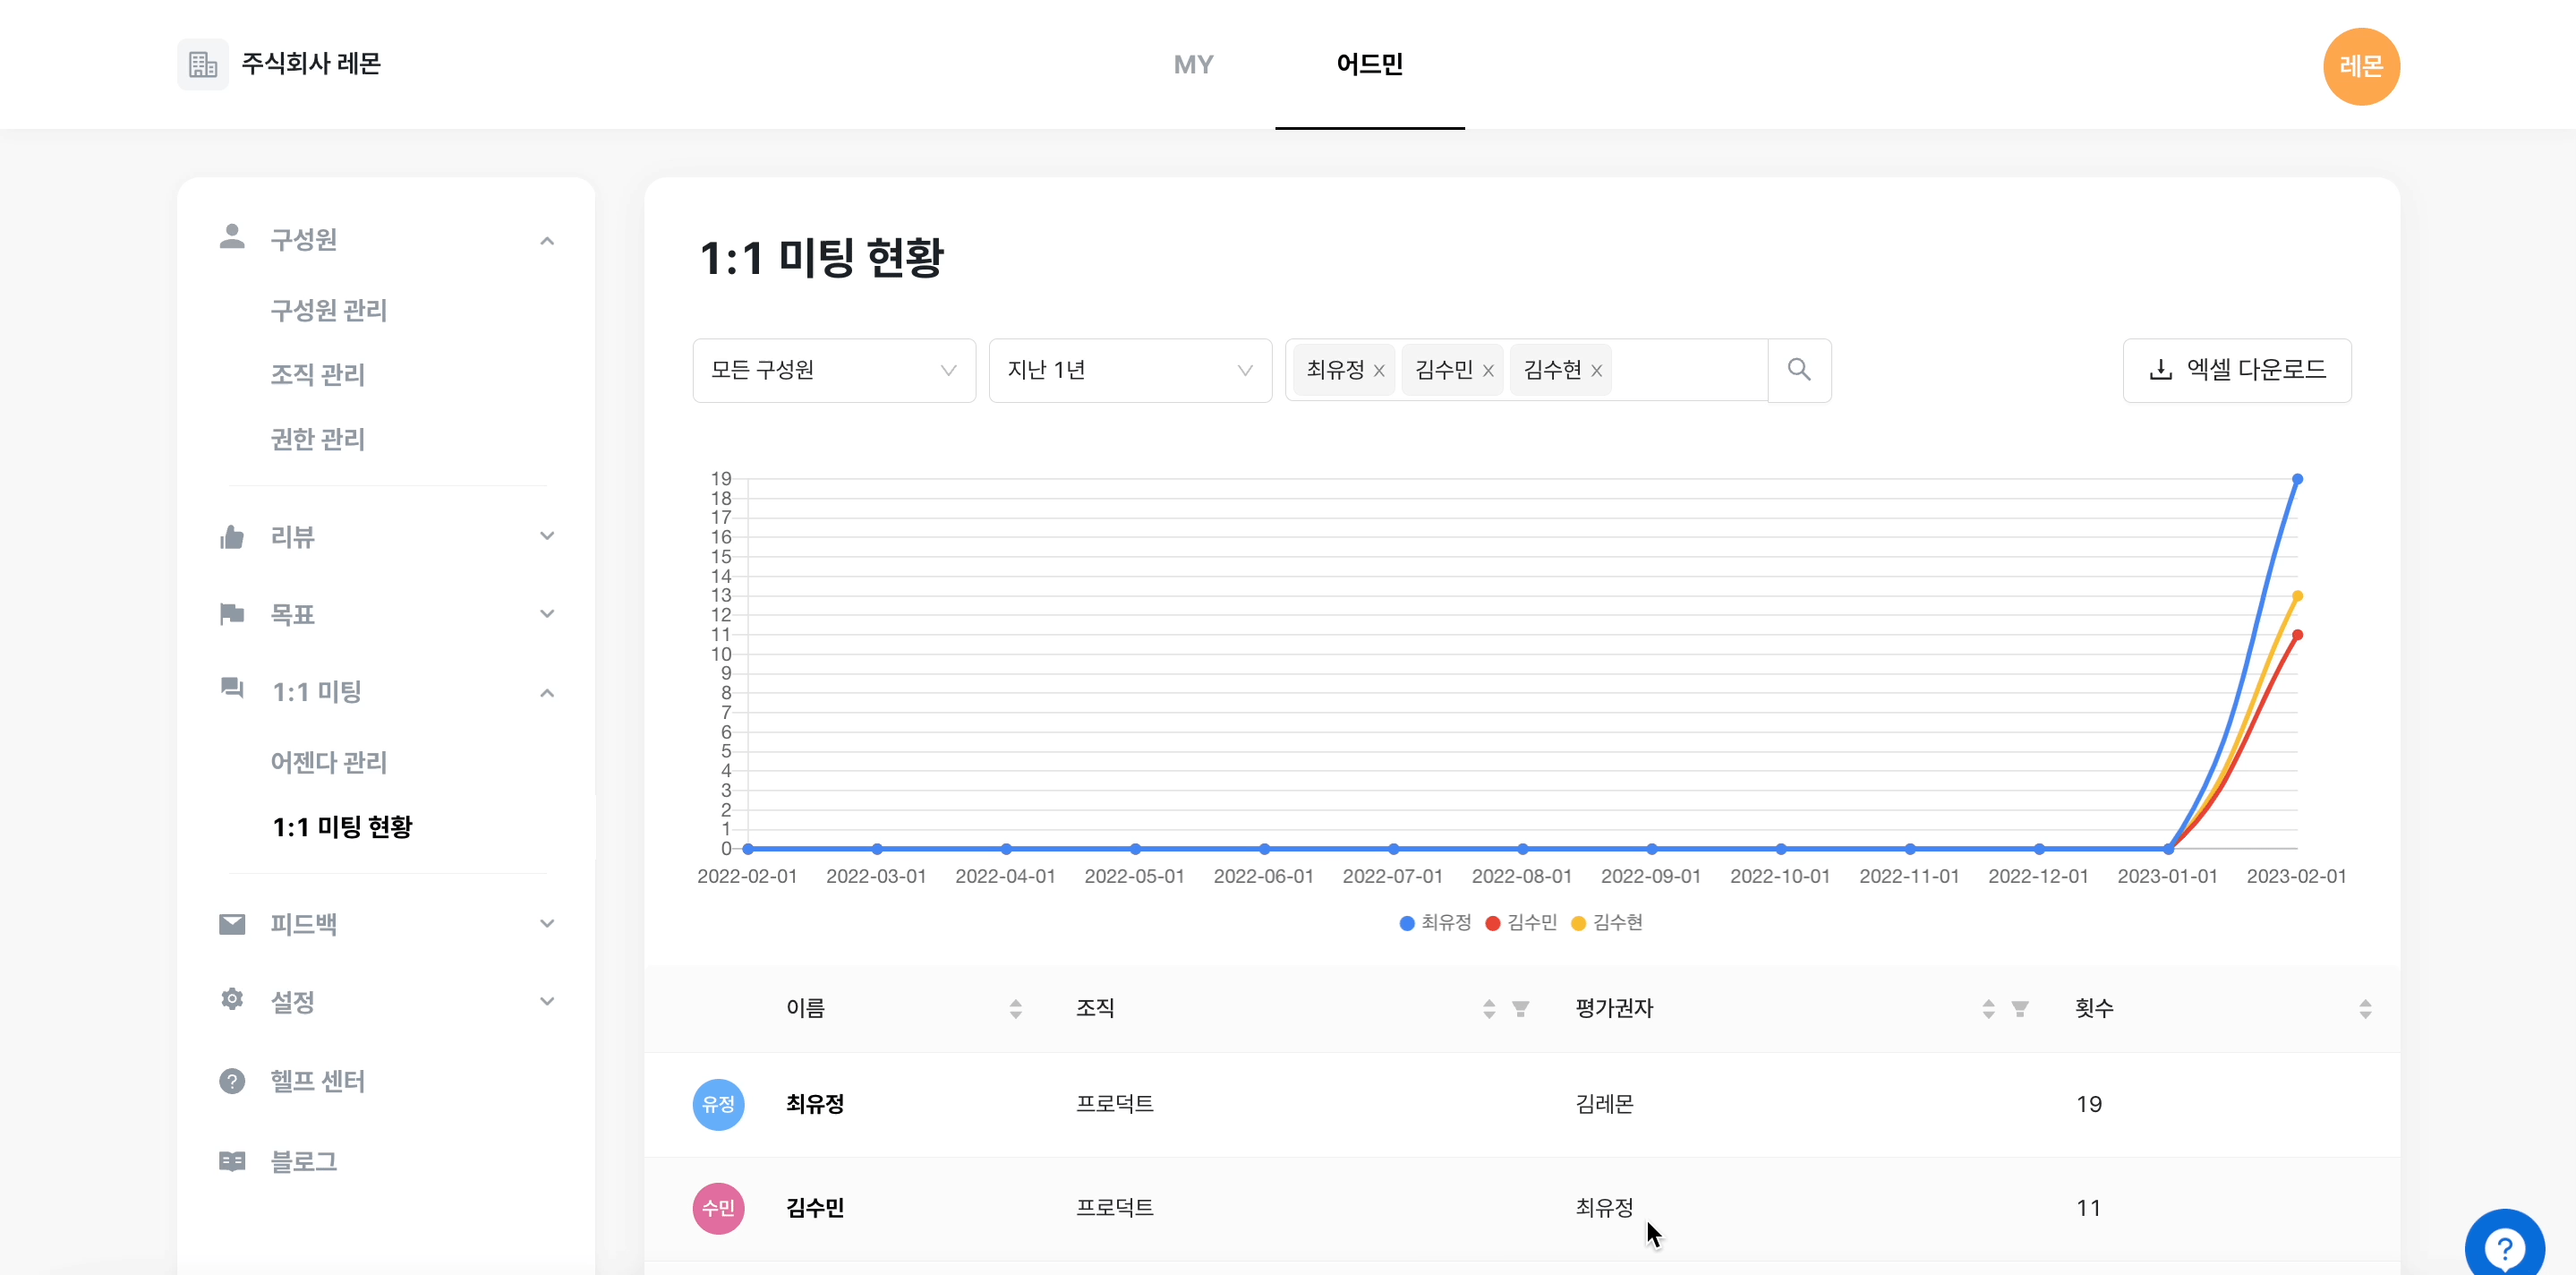 주식회사 레몬
MY
어드민
레몬
구성원
구성원 관리
조직 관리
권한 관리
리뷰
목표
1:1 미팅
어젠다 관리
1:1 미팅 현황
피드백
설정
헬프 센터
블로그
1:1 미팅 현황
모든 구성원
지난 1년
최유정 김수민 김수현
엑셀 다운로드
19
18
17
16
15
14
13
12
11
10
9
8
7
6
5
4
3
2
1
0
2022-02-01 2022-03-01 2022-04-01 2022-05-01 2022-06-01 2022-07-01 2022-08-01 2022-09-01 2022-10-01 2022-11-01 2022-12-01 2023-01-01 2023-02-01
최유정 김수민 김수현
이름 조직 평가권자 횟수
유정 최유정 프로덕트 김레몬 19
수민 김수민 프로덕트 최유정 11